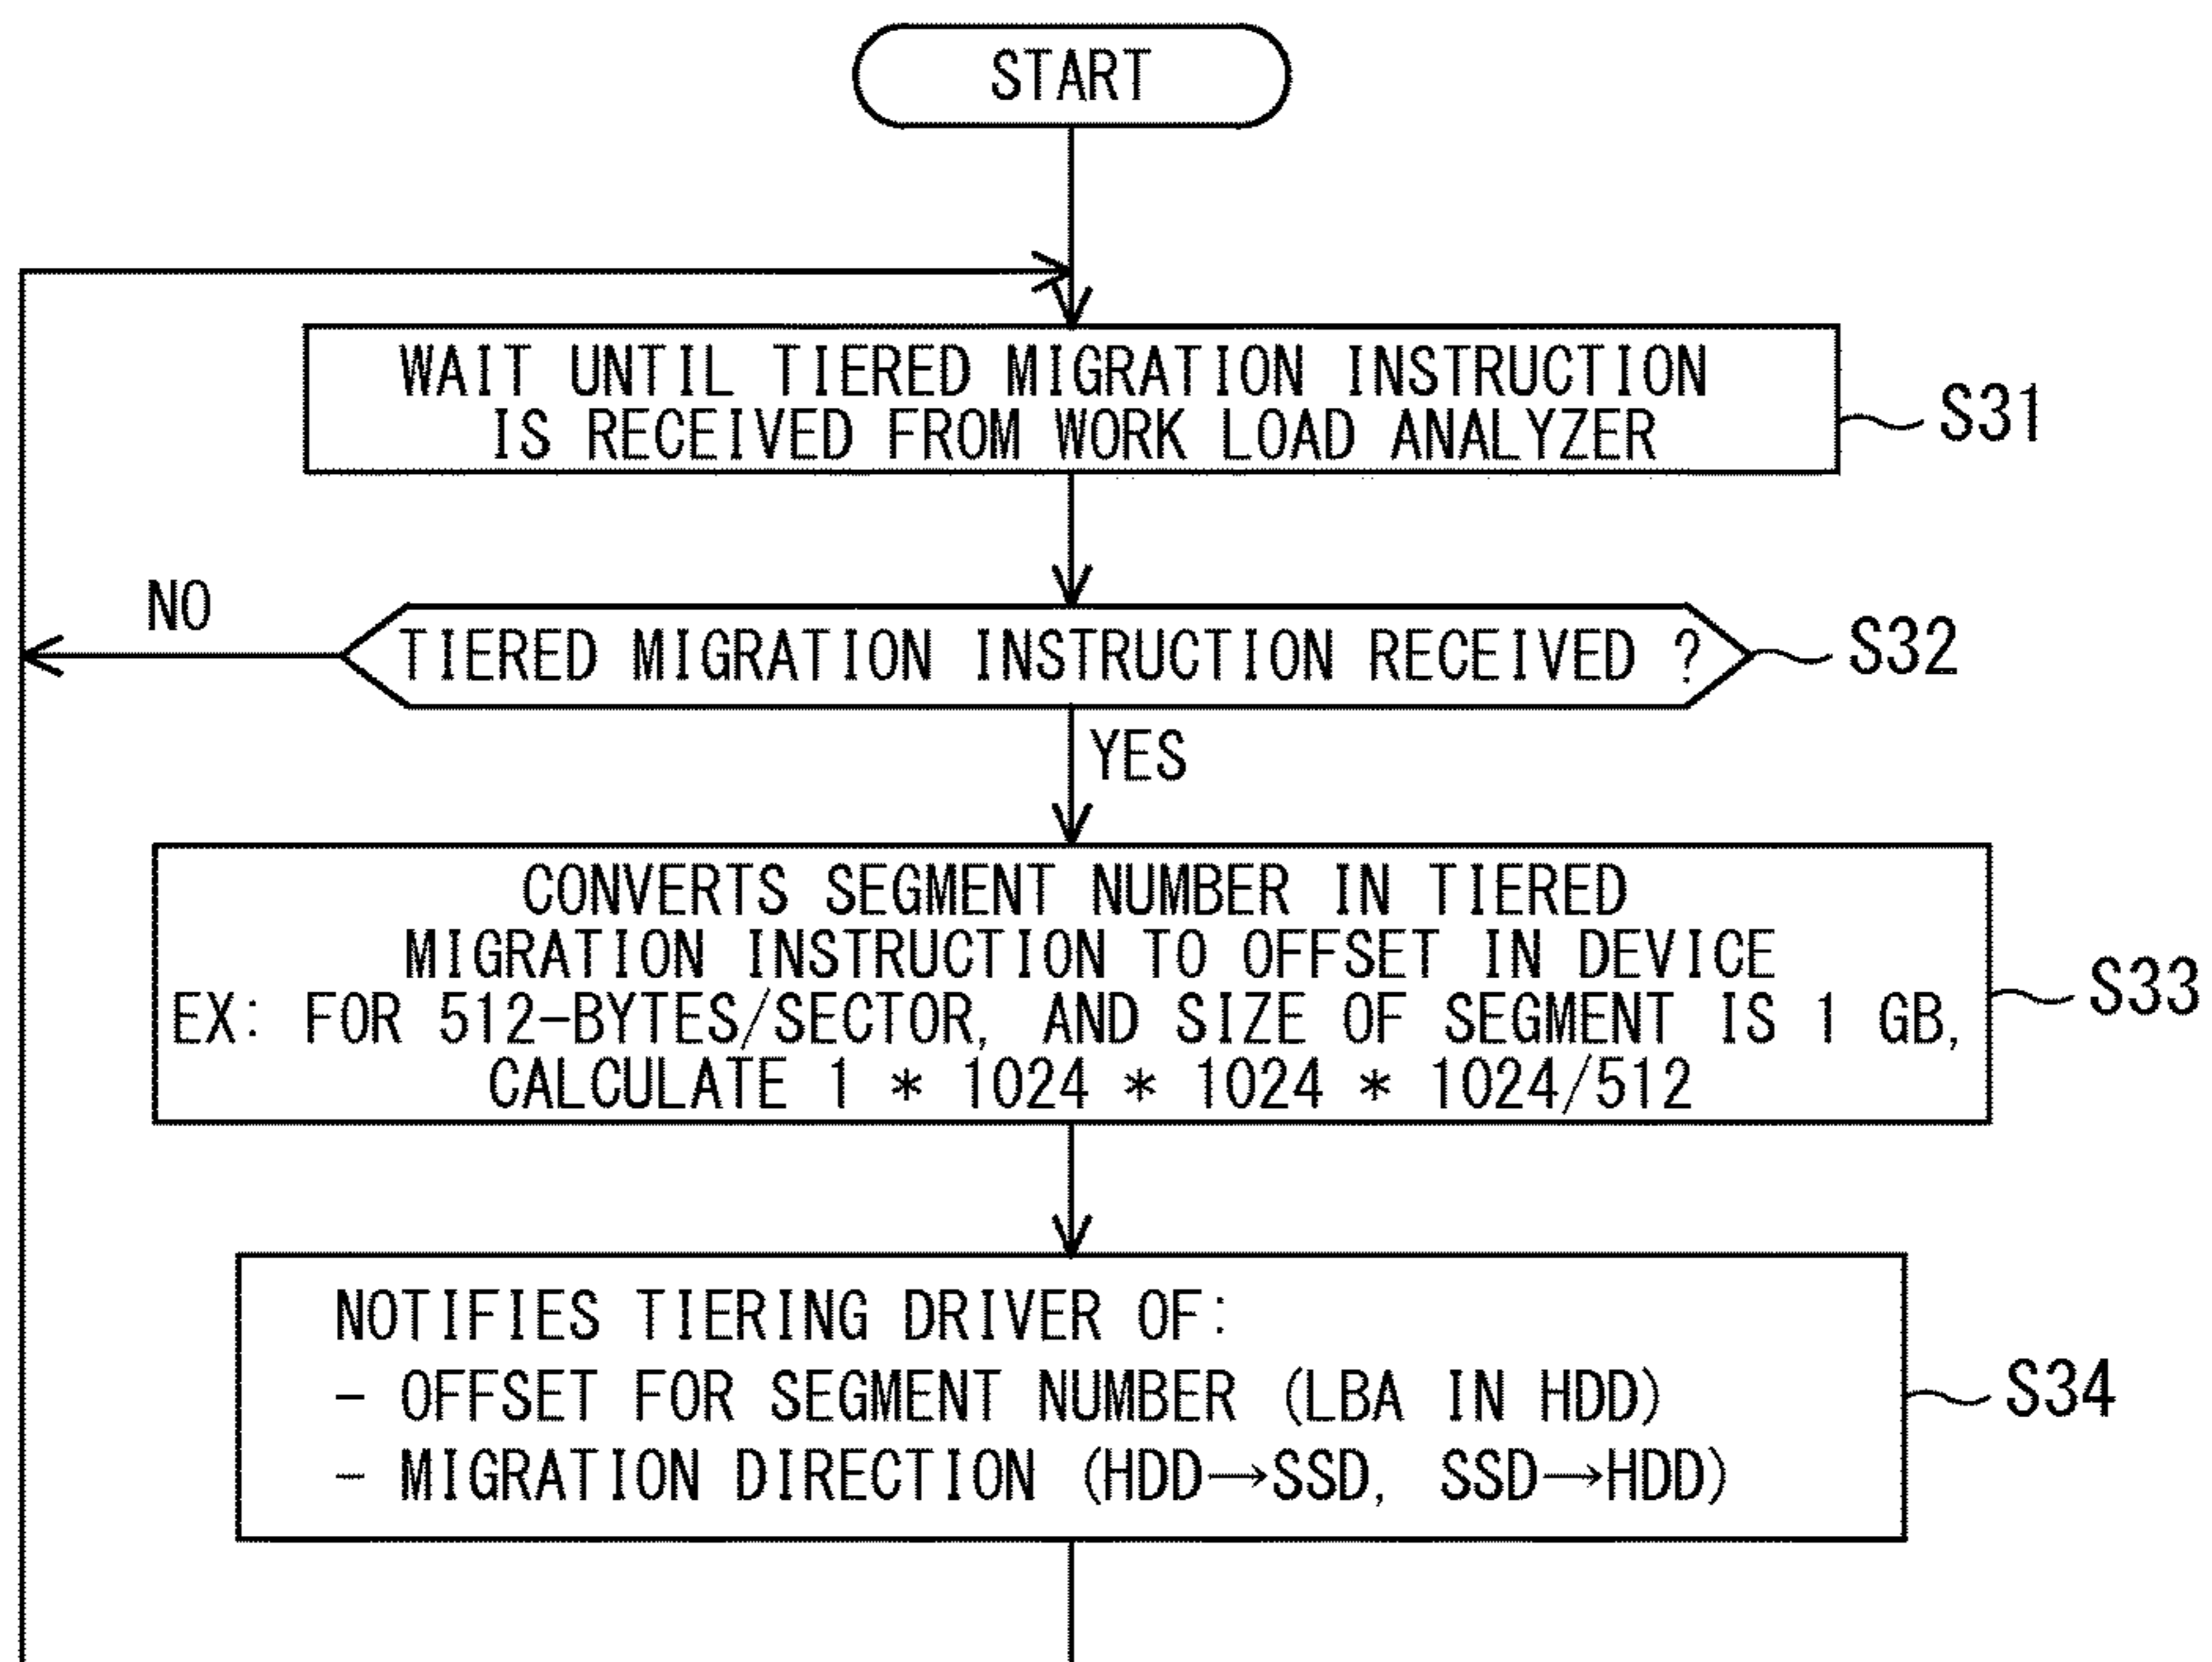 START
WAIT UNTIL TIERED MIGRATION INSTRUCTION
IS RECEIVED FROM WORK LOAD ANALYZER
S31
NO
TIERED MIGRATION INSTRUCTION RECEIVED ?
S32
YES
CONVERTS SEGMENT NUMBER IN TIERED
MIGRATION INSTRUCTION TO OFFSET IN DEVICE
EX: FOR 512-BYTES/SECTOR, AND SIZE OF SEGMENT IS 1 GB,
CALCULATE 1 * 1024 * 1024 * 1024/512
S33
NOTIFIES TIERING DRIVER OF:
- OFFSET FOR SEGMENT NUMBER (LBA IN HDD)
- MIGRATION DIRECTION (HDD→SSD, SSD→HDD)
S34